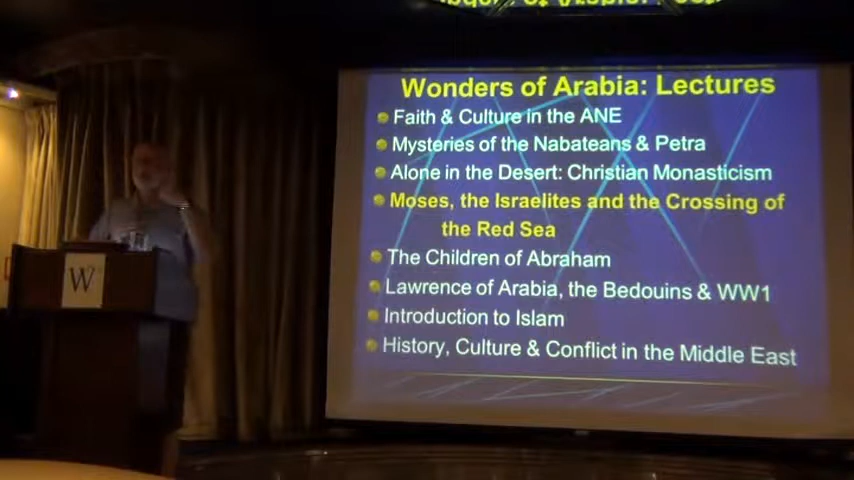 Wonders of Arabia: Lectures
Faith & Culture in the ANE
Mysteries of the Nabateans & Petra
Alone in the Desert: Christian Monasticism
Moses, the Israelites and the Crossing of
the Red Sea
The Children of Abraham
Lawrence of Arabia, the Bedouins & WW1
Introduction to Islam
History, Culture & Conflict in the Middle East
W